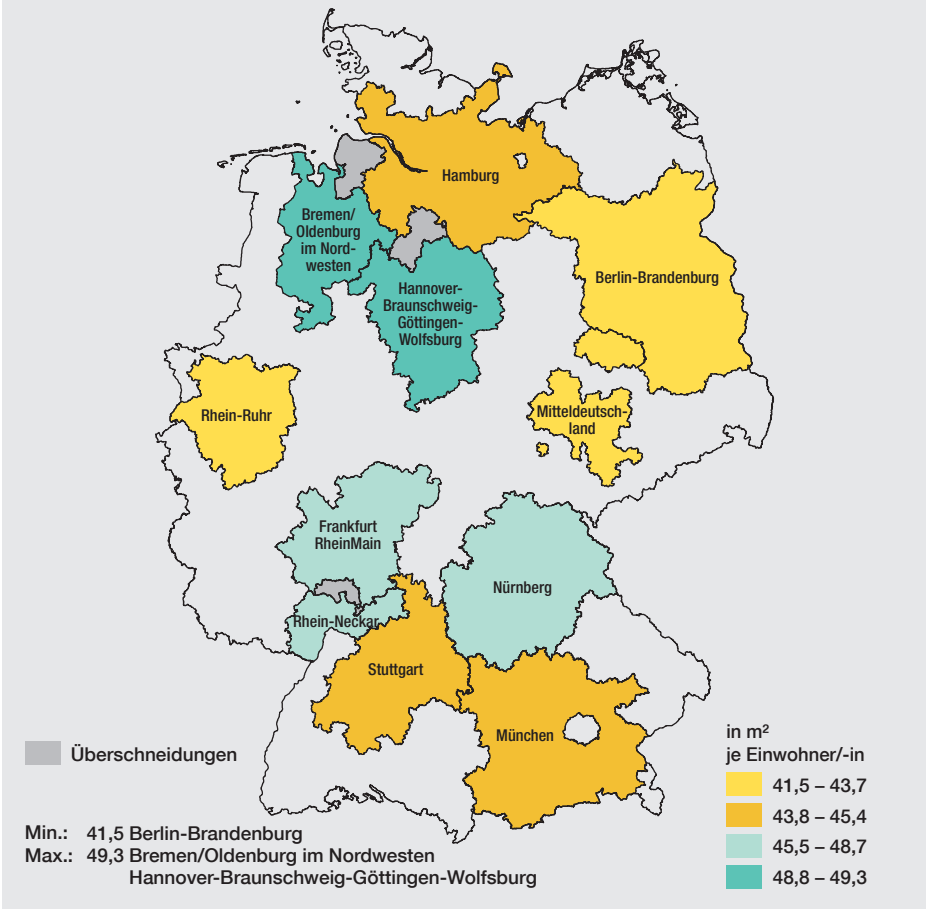 Hamburg
Bremen/
Oldenburg
im Nord-
westen
Berlin-Brandenburg
Hannover-
Braunschweig-
Göttingen-
Wolfsburg
Rhein-Ruhr
Mitteldeutsch-
land
Frankfurt
RheinMain
Nürnberg
Rhein-Neckar
Stuttgart
München
Überschneidungen
in m²
je Einwohner/-in
41,5 – 43,7
43,8 – 45,4
45,5 – 48,7
48,8 – 49,3
Min.: 41,5 Berlin-Brandenburg
Max.: 49,3 Bremen/Oldenburg im Nordwesten
Hannover-Braunschweig-Göttingen-Wolfsburg